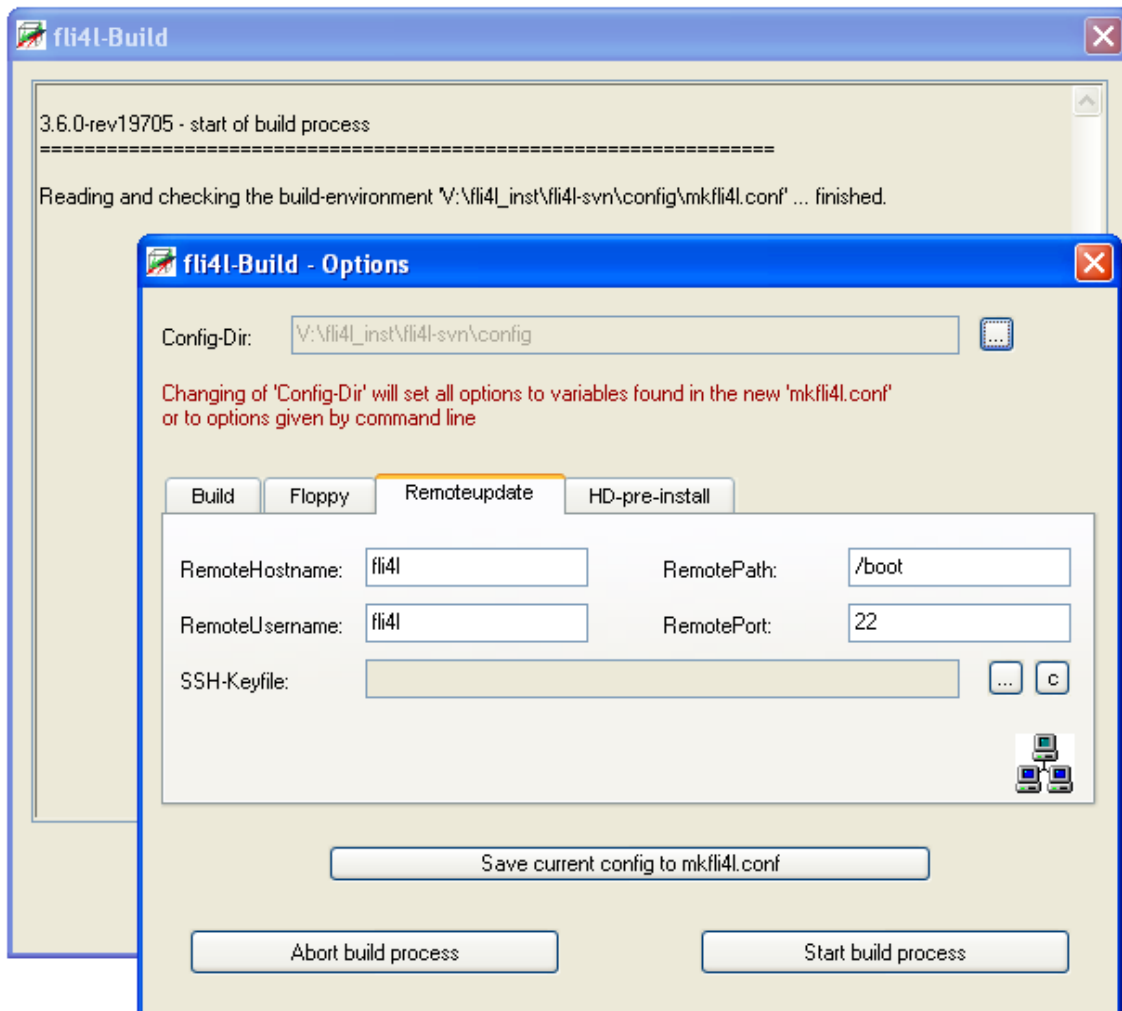 fli4l-Build
3.6.0-rev19705 - start of build process
==================================================================
Reading and checking the build-environment 'V:\fli4l_inst\fli4l-svn\config\mkfli4l.conf' ... finished.
fli4l-Build - Options
Config-Dir: V:\fli4l_inst\fli4l-svn\config ...
Changing of 'Config-Dir' will set all options to variables found in the new 'mkfli4l.conf'
or to options given by command line
Build Floppy Remoteupdate HD-pre-install
RemoteHostname: fli4l RemotePath: /boot
RemoteUsername: fli4l RemotePort: 22
SSH-Keyfile: ... c
Save current config to mkfli4l.conf
Abort build process Start build process